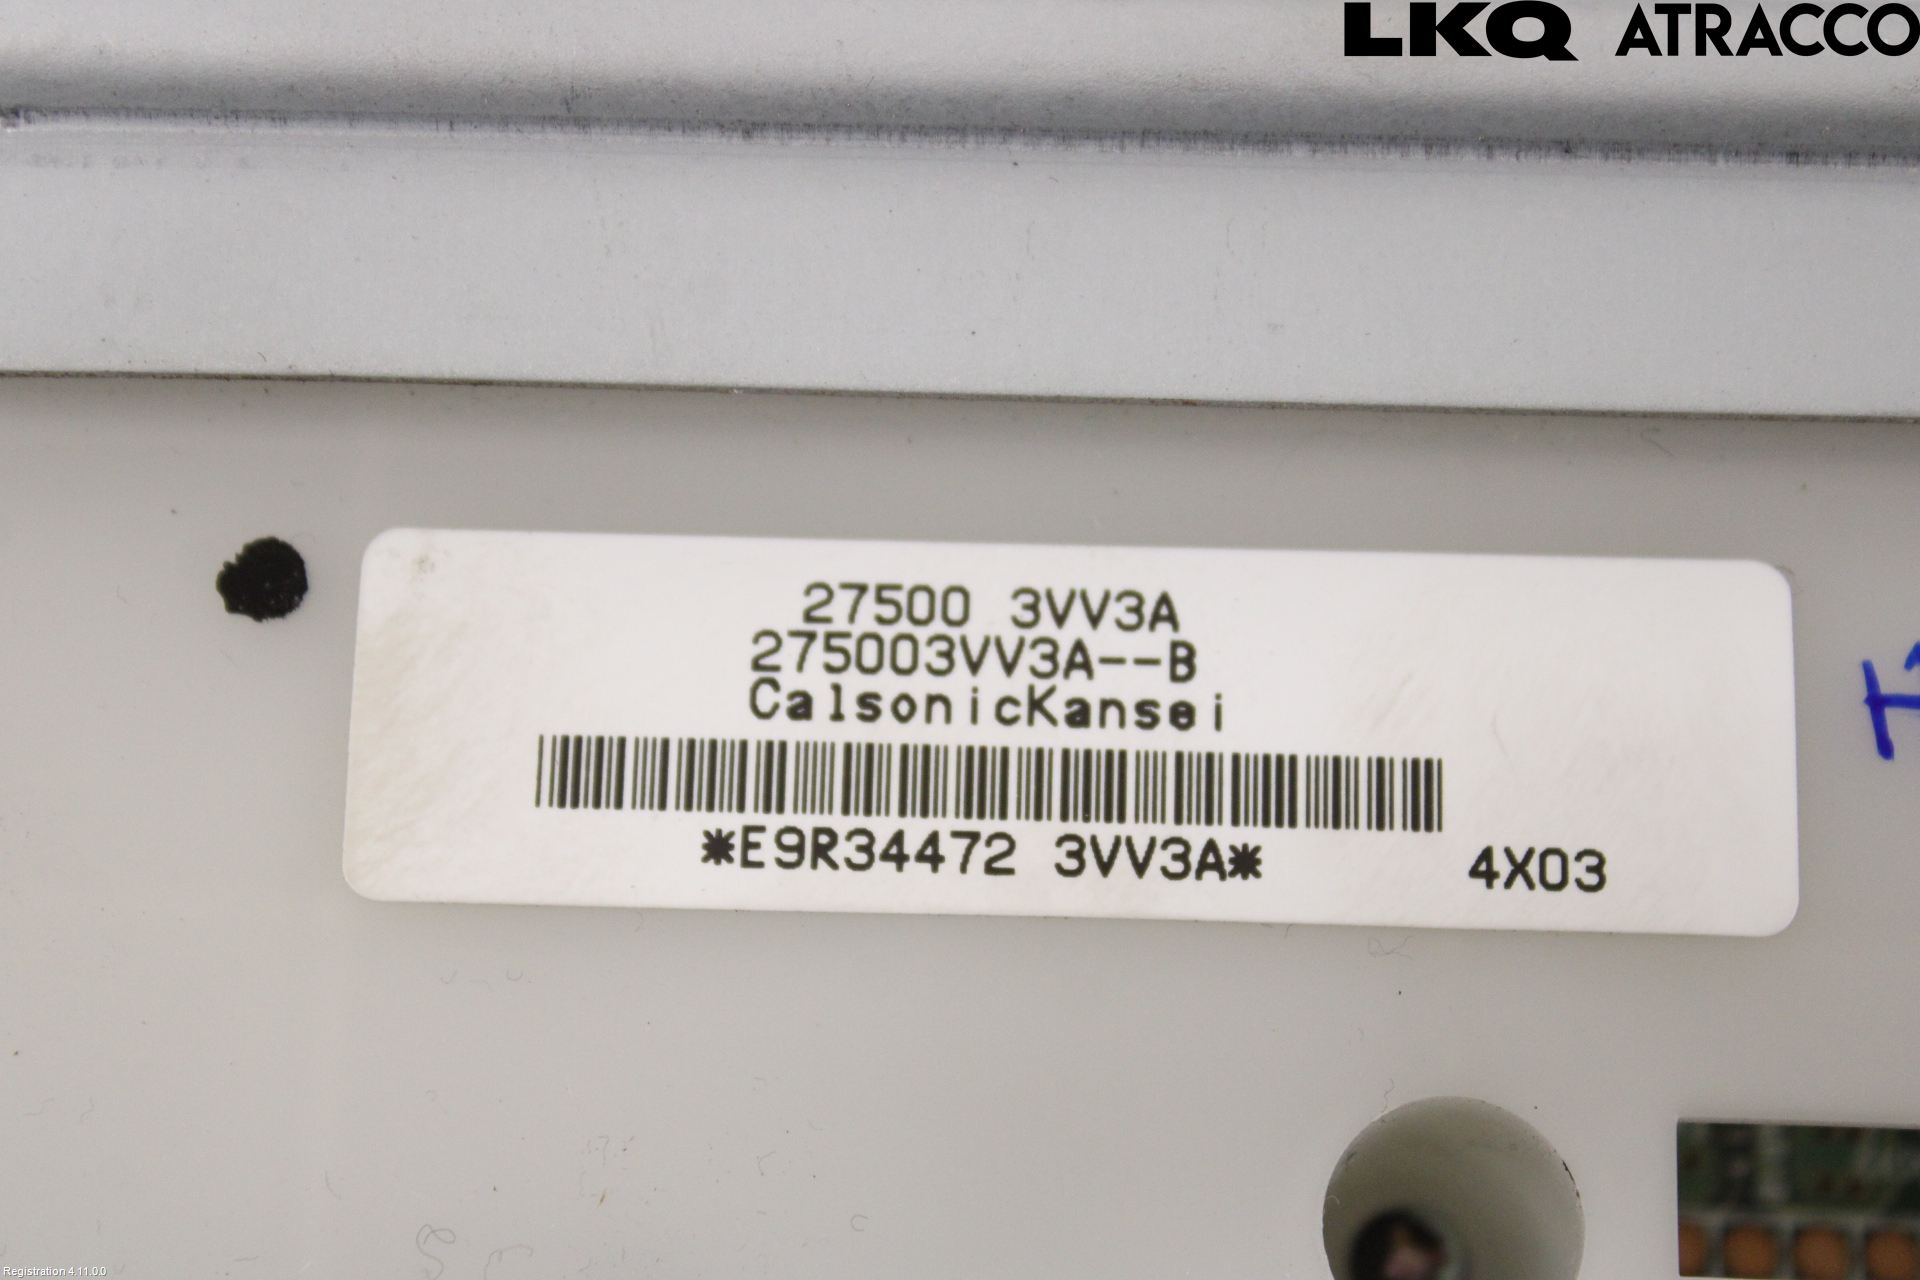 LKQ ATRACCO
27500 3VV3A
275003VV3A--B
CalsonicKansei
*E9R34472 3VV3A*
4X03
Registration 4.11.0.0